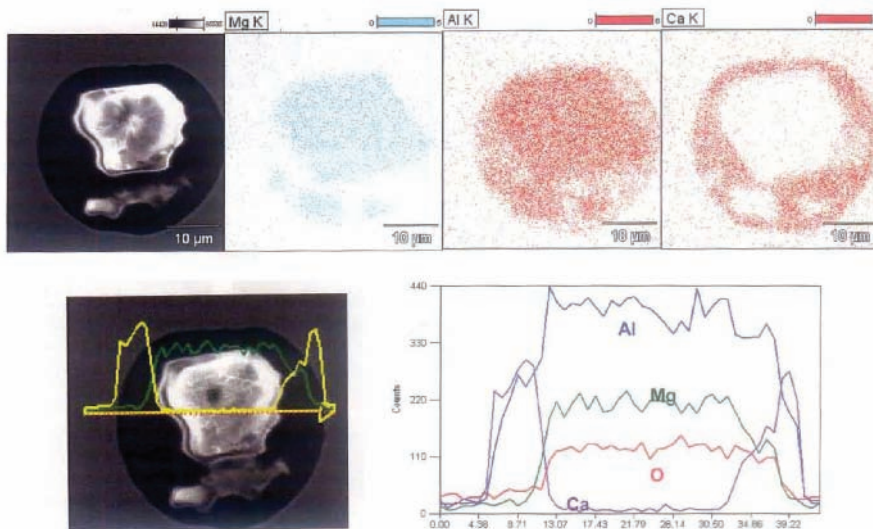 Mg K 0 Al K 0 Ca K 0
10 µm 10 µm 10 µm 10 µm
440
330
220
110
0
Counts
Al
Mg
O
Ca
0.00 4.36 8.71 13.07 17.43 21.79 26.14 30.50 34.86 39.22